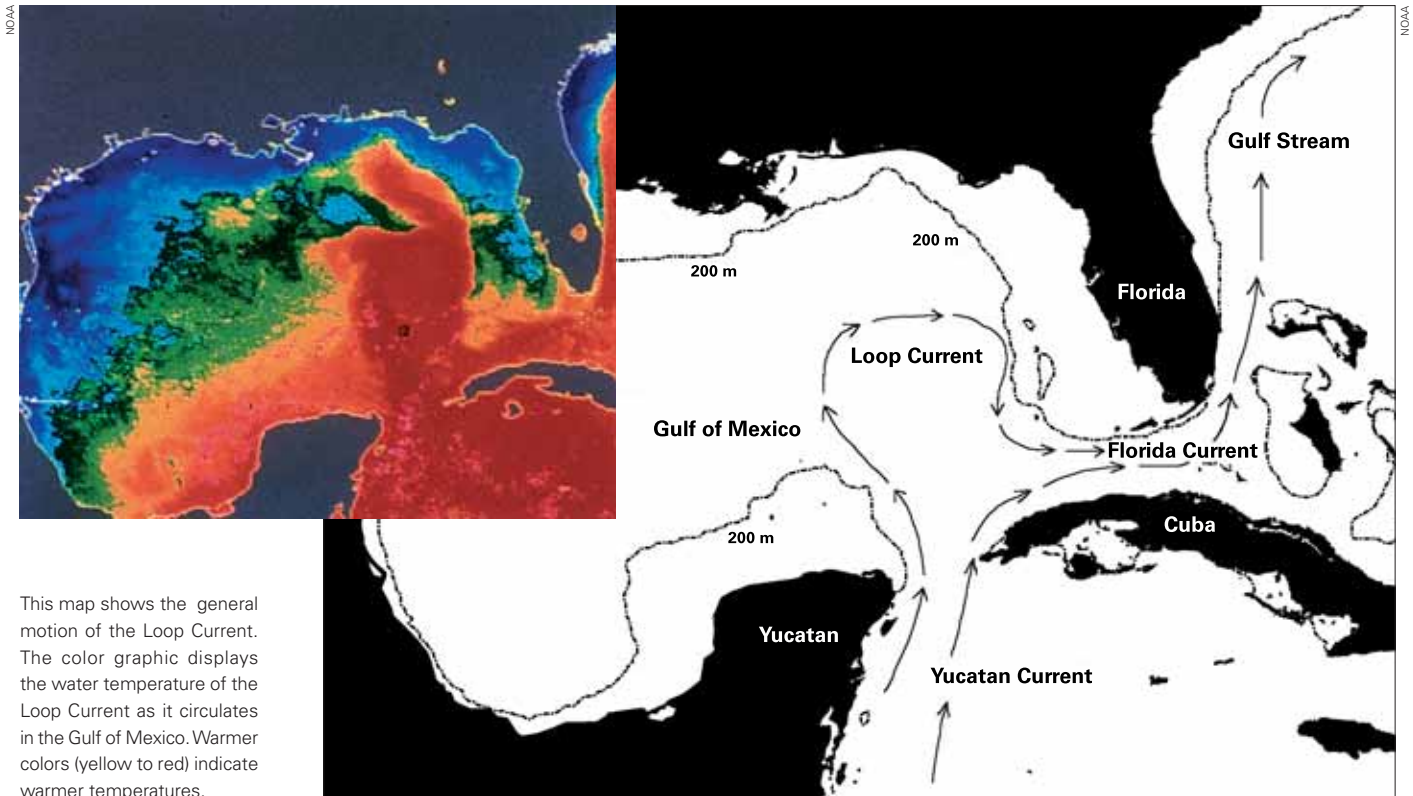 NOAA
NOAA
Gulf Stream
200 m
200 m
Florida
Loop Current
Gulf of Mexico
Florida Current
Cuba
200 m
Yucatan
Yucatan Current
This map shows the general
motion of the Loop Current.
The color graphic displays
the water temperature of the
Loop Current as it circulates
in the Gulf of Mexico. Warmer
colors (yellow to red) indicate
warmer temperatures.